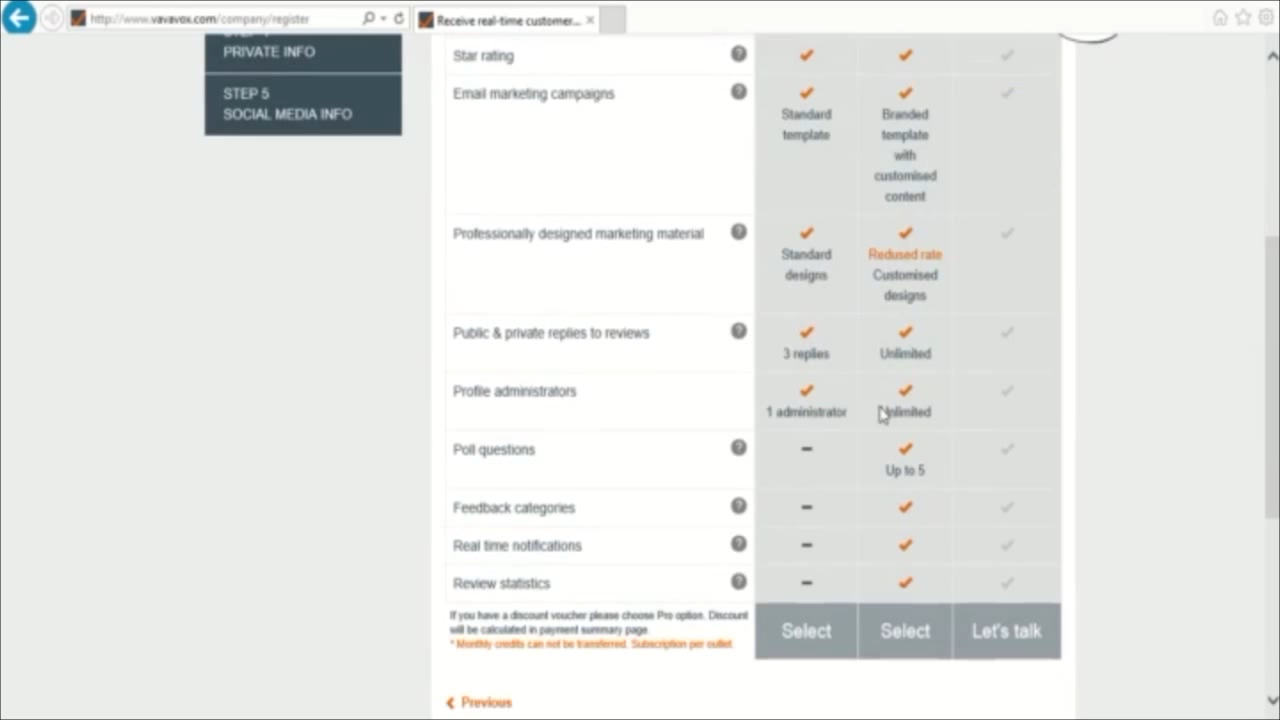 http://www.vavavox.com/company/register
Receive real-time customer...
PRIVATE INFO
STEP 5
SOCIAL MEDIA INFO
Star rating
Email marketing campaigns
Standard template
Branded template with customised content
Professionally designed marketing material
Standard designs
Redused rate
Customised designs
Public & private replies to reviews
3 replies
Unlimited
Profile administrators
1 administrator
Unlimited
Poll questions
Up to 5
Feedback categories
Real time notifications
Review statistics
If you have a discount voucher please choose Pro option. Discount
will be calculated in payment summary page.
* Monthly credits can not be transferred. Subscription per outlet.
Select
Select
Let's talk
Previous